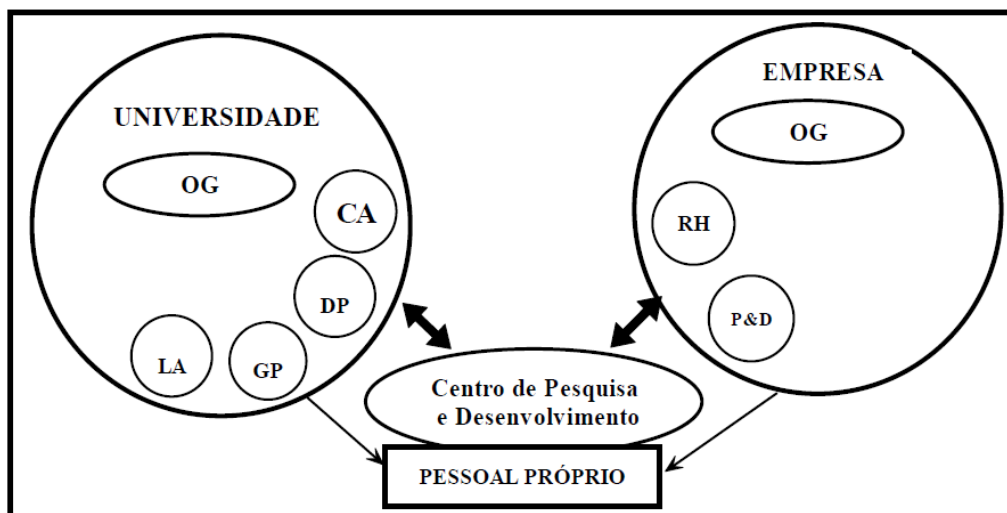 UNIVERSIDADE
OG
CA
DP
GP
LA
EMPRESA
OG
RH
P&D
Centro de Pesquisa
e Desenvolvimento
PESSOAL PRÓPRIO